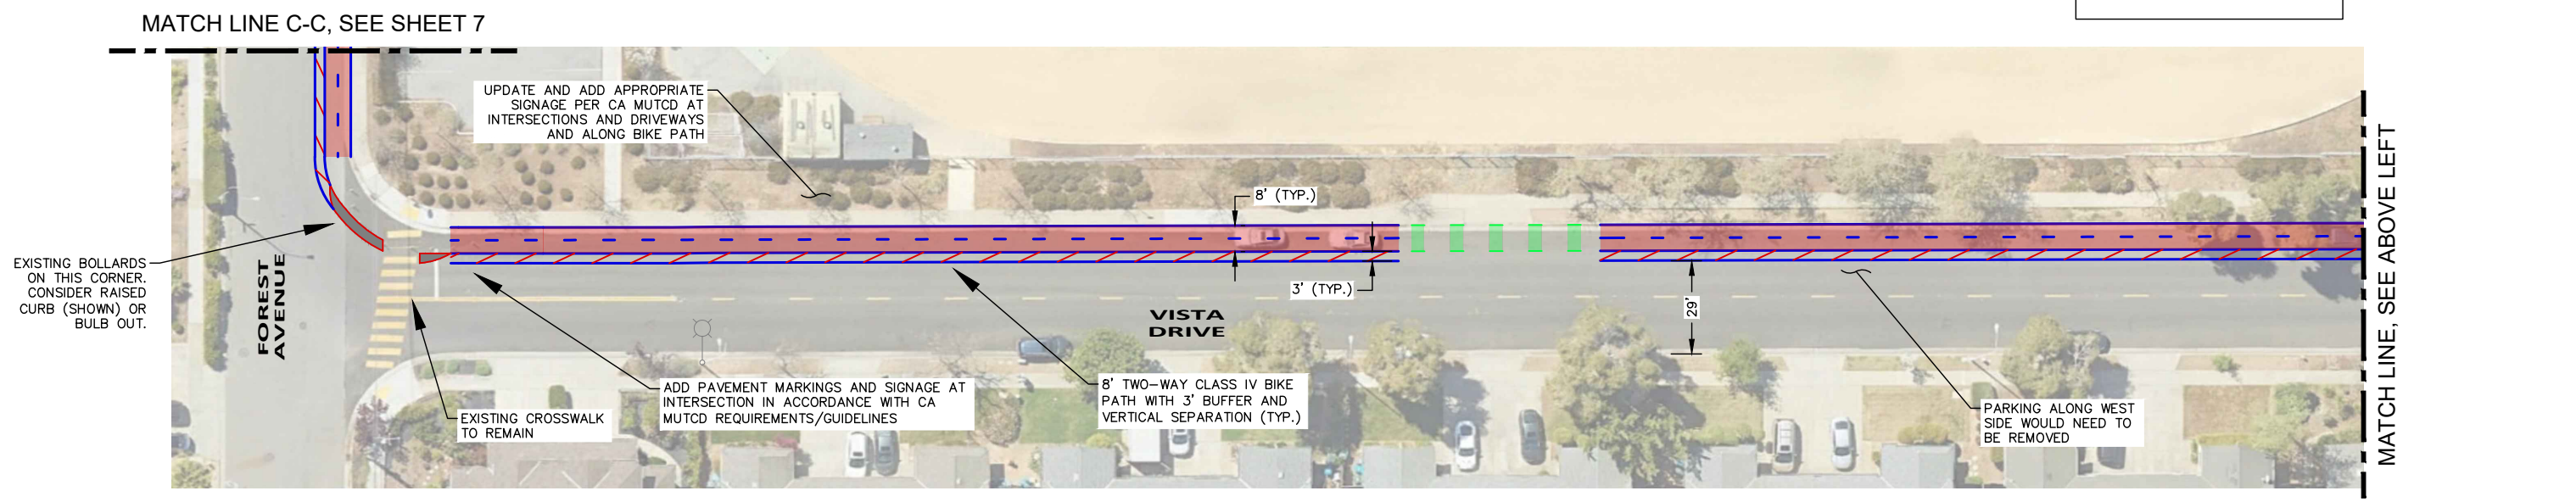 MATCH LINE C-C, SEE SHEET 7
UPDATE AND ADD APPROPRIATE
SIGNAGE PER CA MUTCD AT
INTERSECTIONS AND DRIVEWAYS
AND ALONG BIKE PATH
8' (TYP.)
EXISTING BOLLARDS
ON THIS CORNER.
CONSIDER RAISED
CURB (SHOWN) OR
BULB OUT.
FOREST
AVENUE
3' (TYP.)
VISTA
DRIVE
29'
ADD PAVEMENT MARKINGS AND SIGNAGE AT
INTERSECTION IN ACCORDANCE WITH CA
MUTCD REQUIREMENTS/GUIDELINES
EXISTING CROSSWALK
TO REMAIN
8' TWO-WAY CLASS IV BIKE
PATH WITH 3' BUFFER AND
VERTICAL SEPARATION (TYP.)
PARKING ALONG WEST
SIDE WOULD NEED TO
BE REMOVED
MATCH LINE, SEE ABOVE LEFT